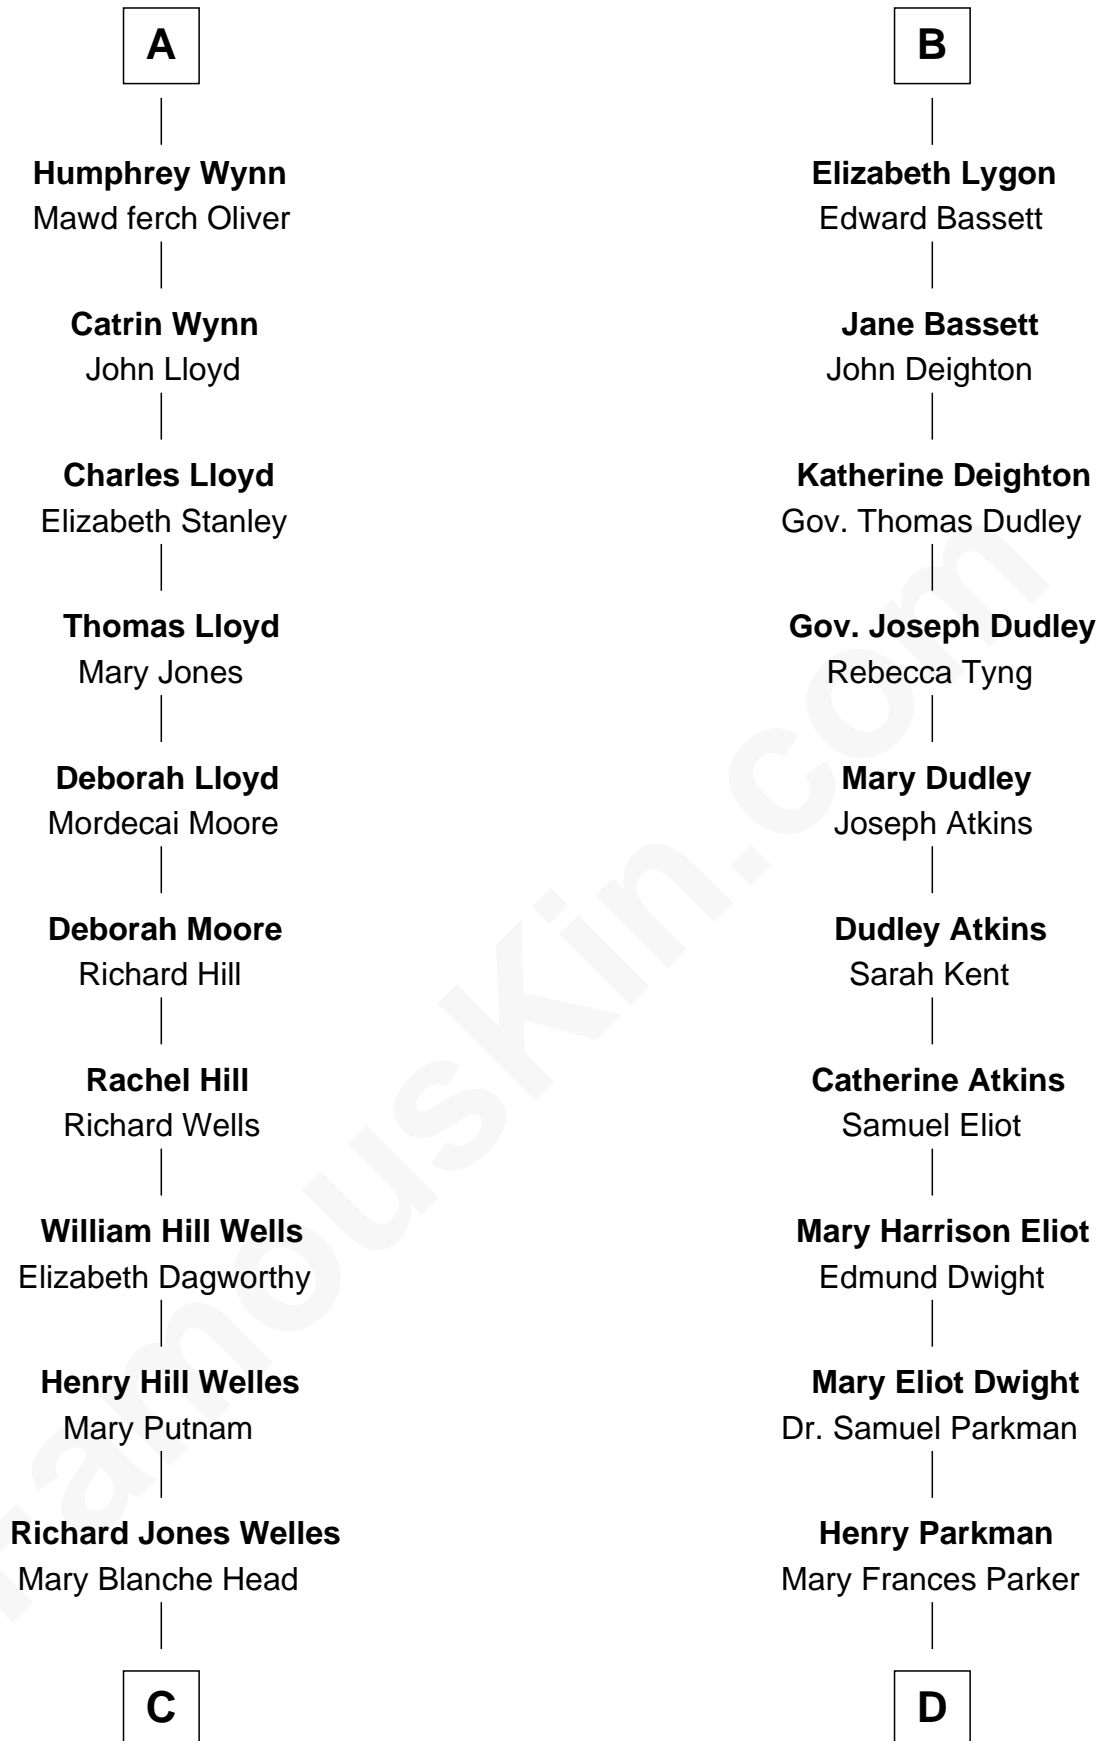 A
Humphrey Wynn
Mawd ferch Oliver
Catrin Wynn
John Lloyd
Charles Lloyd
Elizabeth Stanley
Thomas Lloyd
Mary Jones
Deborah Lloyd
Mordecai Moore
Deborah Moore
Richard Hill
Rachel Hill
Richard Wells
William Hill Wells
Elizabeth Dagworthy
Henry Hill Welles
Mary Putnam
Richard Jones Welles
Mary Blanche Head
C
B
Elizabeth Lygon
Edward Bassett
Jane Bassett
John Deighton
Katherine Deighton
Gov. Thomas Dudley
Gov. Joseph Dudley
Rebecca Tyng
Mary Dudley
Joseph Atkins
Dudley Atkins
Sarah Kent
Catherine Atkins
Samuel Eliot
Mary Harrison Eliot
Edmund Dwight
Mary Eliot Dwight
Dr. Samuel Parkman
Henry Parkman
Mary Frances Parker
D
FamousKin.com